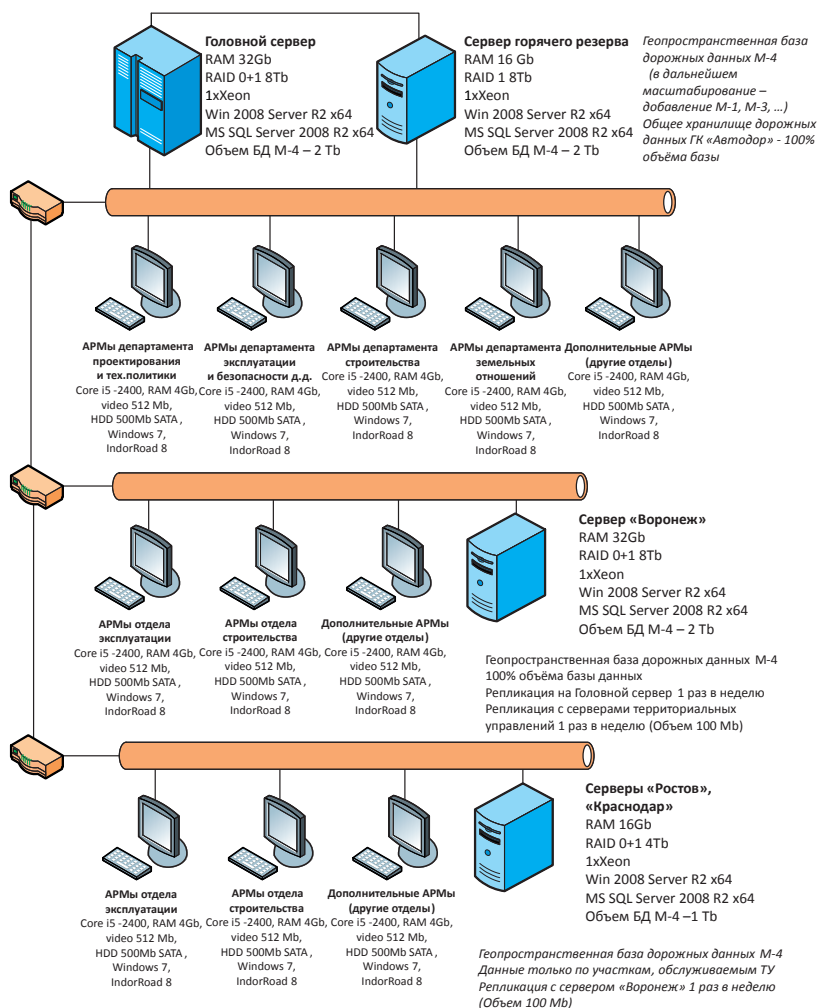 Головной сервер
RAM 32Gb
RAID 0+1 8Tb
1xXeon
Win 2008 Server R2 x64
MS SQL Server 2008 R2 x64
Объем БД М-4 – 2 Tb
Сервер горячего резерва
RAM 16 Gb
RAID 1 8Tb
1xXeon
Win 2008 Server R2 x64
MS SQL Server 2008 R2 x64
Объем БД М-4 – 2 Tb
Геопространственная база
дорожных данных М-4
(в дальнейшем
масштабирование –
добавление М-1, М-3, ...)
Общее хранилище дорожных
данных ГК «Автодор» - 100%
объёма базы
АРМы департамента
проектирования
и тех.политики
Core i5 -2400, RAM 4Gb,
video 512 Mb,
HDD 500Mb SATA ,
Windows 7,
IndorRoad 8
АРМы департамента
эксплуатации
и безопасности д.д.
Core i5 -2400, RAM 4Gb,
video 512 Mb,
HDD 500Mb SATA ,
Windows 7,
IndorRoad 8
АРМы департамента
строительства
Core i5 -2400, RAM 4Gb,
video 512 Mb,
HDD 500Mb SATA ,
Windows 7,
IndorRoad 8
АРМы департамента
земельных
отношений
Core i5 -2400, RAM 4Gb,
video 512 Mb,
HDD 500Mb SATA ,
Windows 7,
IndorRoad 8
Дополнительные АРМы
(другие отделы)
Core i5 -2400, RAM 4Gb,
video 512 Mb,
HDD 500Mb SATA ,
Windows 7,
IndorRoad 8
АРМы отдела
эксплуатации
Core i5 -2400, RAM 4Gb,
video 512 Mb,
HDD 500Mb SATA ,
Windows 7,
IndorRoad 8
АРМы отдела
строительства
Core i5 -2400, RAM 4Gb,
video 512 Mb,
HDD 500Mb SATA ,
Windows 7,
IndorRoad 8
Дополнительные АРМы
(другие отделы)
Core i5 -2400, RAM 4Gb,
video 512 Mb,
HDD 500Mb SATA ,
Windows 7,
IndorRoad 8
Сервер «Воронеж»
RAM 32Gb
RAID 0+1 8Tb
1xXeon
Win 2008 Server R2 x64
MS SQL Server 2008 R2 x64
Объем БД М-4 – 2 Tb
Геопространственная база дорожных данных М-4
100% объёма базы данных
Репликация на Головной сервер 1 раз в неделю
Репликация с серверами территориальных
управлений 1 раз в неделю (Объем 100 Mb)
АРМы отдела
эксплуатации
Core i5 -2400, RAM 4Gb,
video 512 Mb,
HDD 500Mb SATA ,
Windows 7,
IndorRoad 8
АРМы отдела
строительства
Core i5 -2400, RAM 4Gb,
video 512 Mb,
HDD 500Mb SATA ,
Windows 7,
IndorRoad 8
Дополнительные АРМы
(другие отделы)
Core i5 -2400, RAM 4Gb,
video 512 Mb,
HDD 500Mb SATA ,
Windows 7,
IndorRoad 8
Серверы «Ростов»,
«Краснодар»
RAM 16Gb
RAID 0+1 4Tb
1xXeon
Win 2008 Server R2 x64
MS SQL Server 2008 R2 x64
Объем БД М-4 –1 Tb
Геопространственная база дорожных данных М-4
Данные только по участкам, обслуживаемым ТУ
Репликация с сервером «Воронеж» 1 раз в неделю
(Объем 100 Mb)